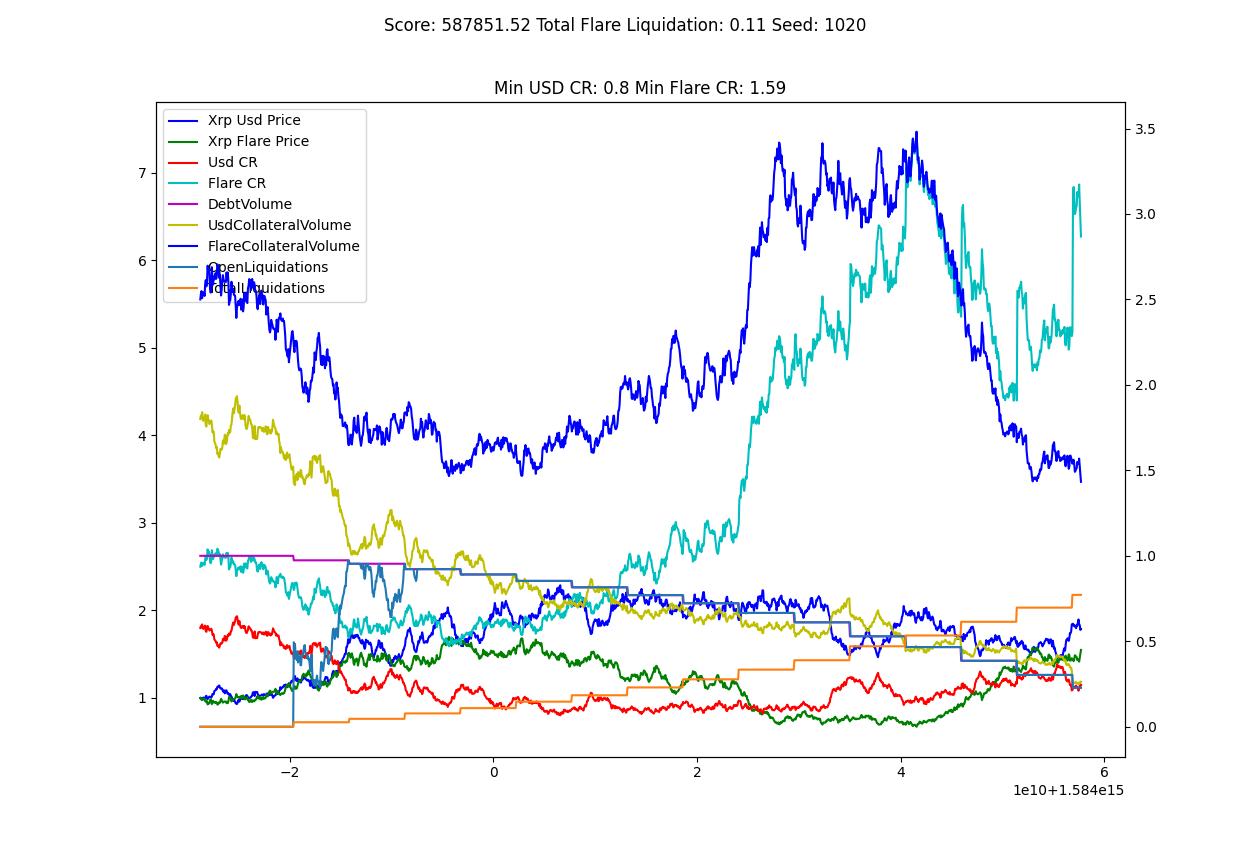 Score: 587851.52 Total Flare Liquidation: 0.11 Seed: 1020
Min USD CR: 0.8 Min Flare CR: 1.59
Xrp Usd Price
Xrp Flare Price
Usd CR
Flare CR
DebtVolume
UsdCollateralVolume
FlareCollateralVolume
OpenLiquidations
TotalLiquidations
7
6
5
4
3
2
1
3.5
3.0
2.5
2.0
1.5
1.0
0.5
0.0
−2
0
2
4
6
1e10+1.584e15